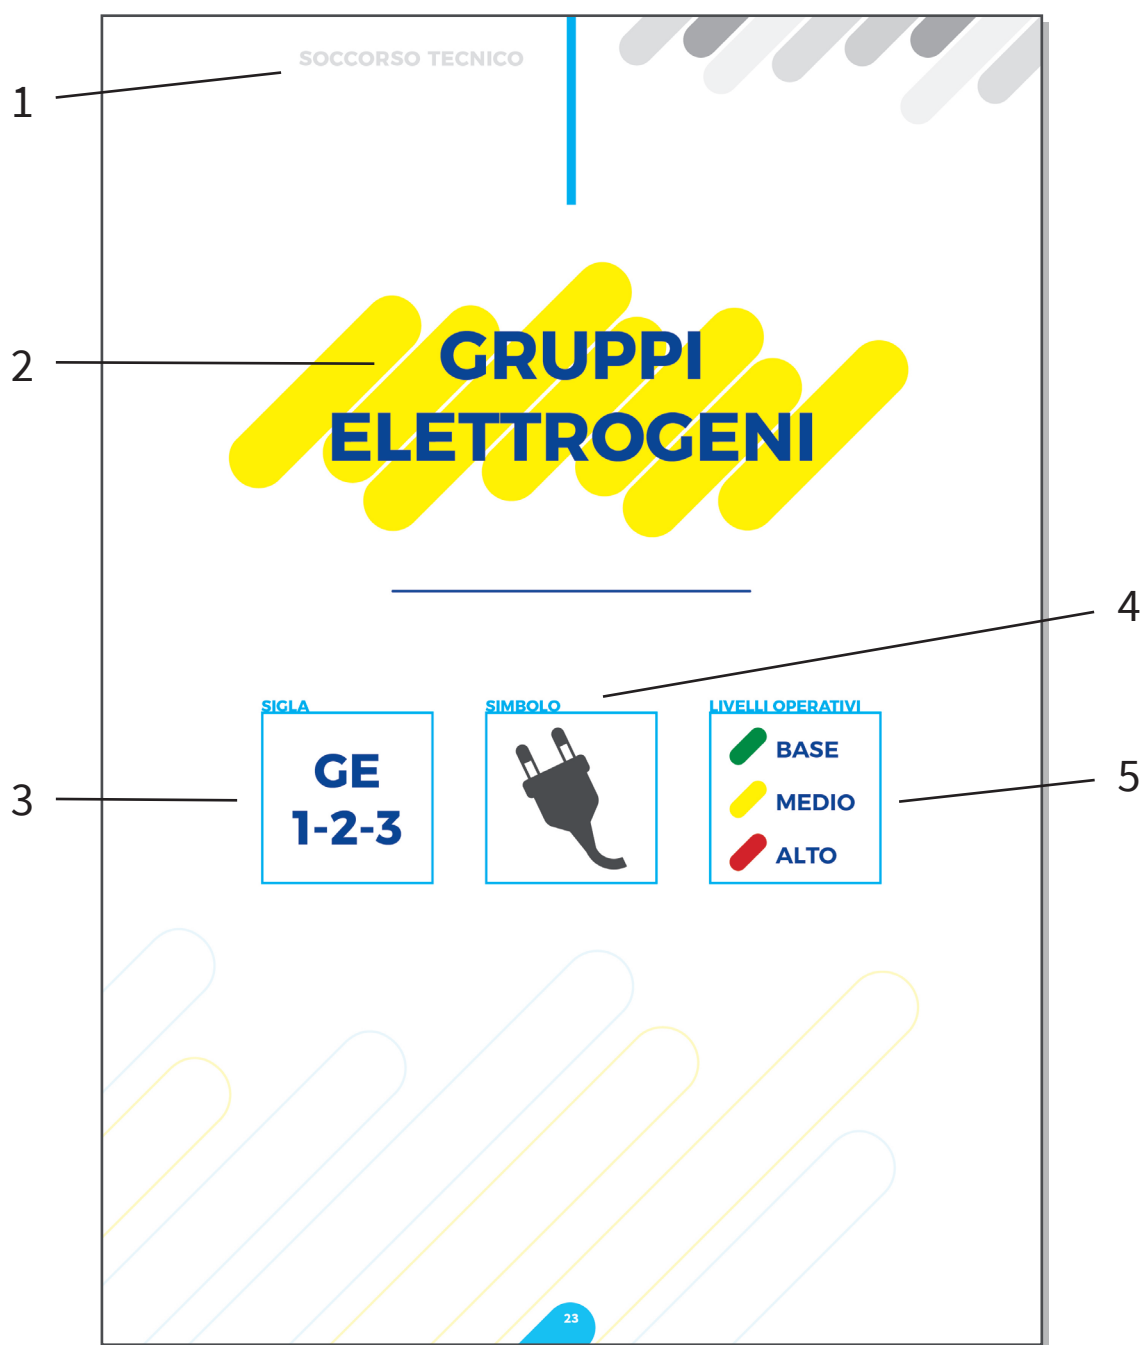 SOCCORSO TECNICO
1
2
GRUPPI
ELETTROGENI
4
SIGLA
SIMBOLO
LIVELLI OPERATIVI
GE
1-2-3
BASE
MEDIO
ALTO
3
5
23